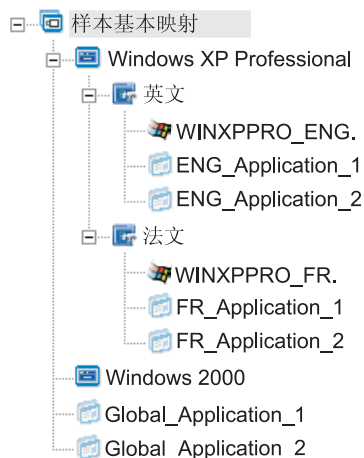 样本基本映射
Windows XP Professional
英文
WINXPPRO_ENG.
ENG_Application_1
ENG_Application_2
法文
WINXPPRO_FR.
FR_Application_1
FR_Application_2
Windows 2000
Global_Application_1
Global_Application_2